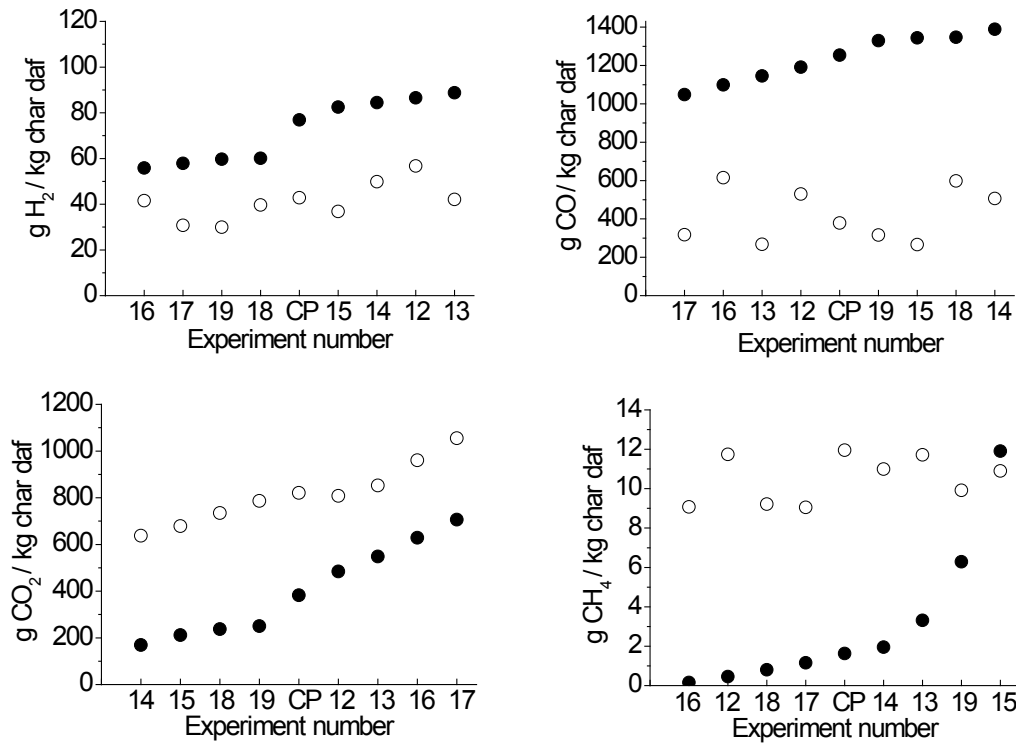 g H2 / kg char daf
120
100
80
60
40
20
0
16 17 19 18 CP 15 14 12 13
Experiment number
g CO / kg char daf
1400
1200
1000
800
600
400
200
0
17 16 13 12 CP 19 15 18 14
Experiment number
g CO2 / kg char daf
1200
1000
800
600
400
200
0
14 15 18 19 CP 12 13 16 17
Experiment number
g CH4 / kg char daf
14
12
10
8
6
4
2
0
16 12 18 17 CP 14 13 19 15
Experiment number